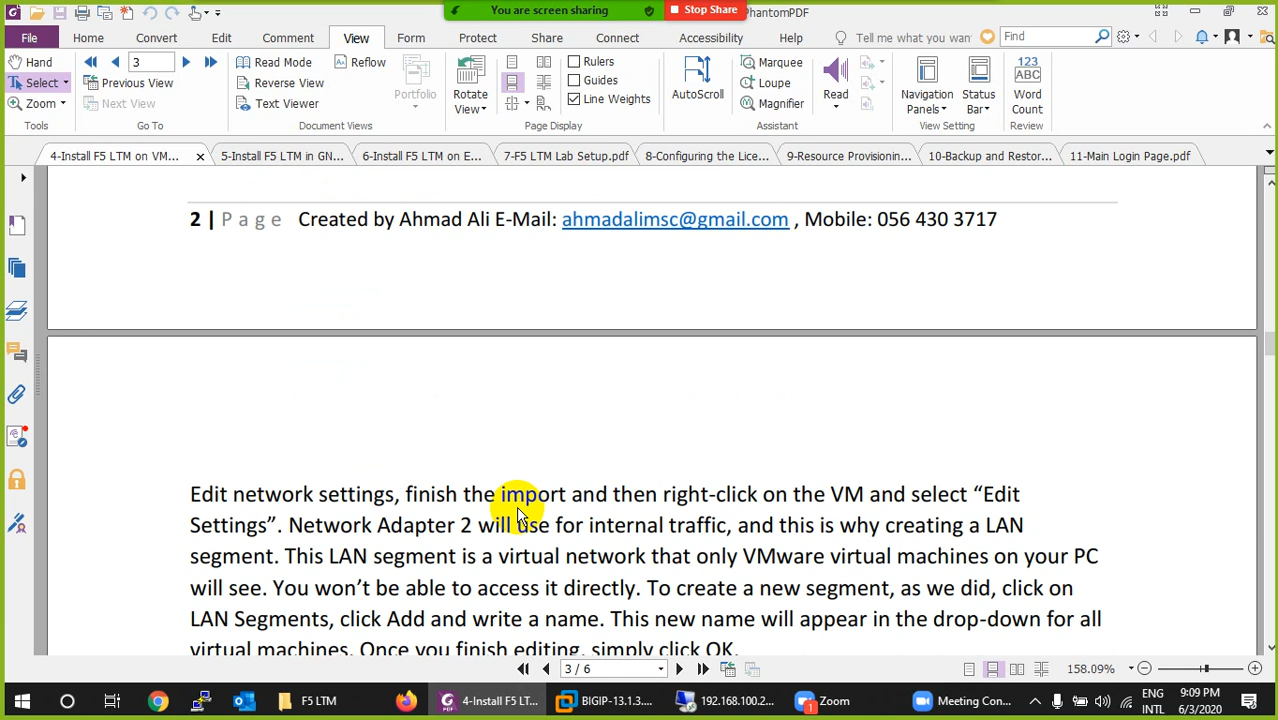 You are screen sharing
Stop Share
PhantomPDF
File Home Convert Edit Comment View Form Protect Share Connect Accessibility Help Tell me what you wan Find
Hand
Select
Zoom
Tools
3
Previous View
Next View
Go To
Read Mode
Reverse View
Text Viewer
Reflow
Document Views
Portfolio
Rotate
View
Rulers
Guides
Line Weights
Page Display
AutoScroll
Marquee
Loupe
Magnifier
Assistant
Read
Navigation
Panels
Status
Bar
View Setting
123
ABC
Word
Count
Review
4-Install F5 LTM on VM... 5-Install F5 LTM in GN... 6-Install F5 LTM on E... 7-F5 LTM Lab Setup.pdf 8-Configuring the Lice... 9-Resource Provisionin... 10-Backup and Restor... 11-Main Login Page.pdf
2 | P a g e Created by Ahmad Ali E-Mail: ahmadalimsc@gmail.com , Mobile: 056 430 3717
Edit network settings, finish the import and then right-click on the VM and select “Edit
Settings”. Network Adapter 2 will use for internal traffic, and this is why creating a LAN
segment. This LAN segment is a virtual network that only VMware virtual machines on your PC
will see. You won’t be able to access it directly. To create a new segment, as we did, click on
LAN Segments, click Add and write a name. This new name will appear in the drop-down for all
virtual machines. Once you finish editing, simply click OK.
3 / 6
158.09%
F5 LTM
4-Install F5 LT...
BIGIP-13.1.3....
192.168.100.2...
1
Zoom
Meeting Con...
ENG
INTL
9:09 PM
6/3/2020